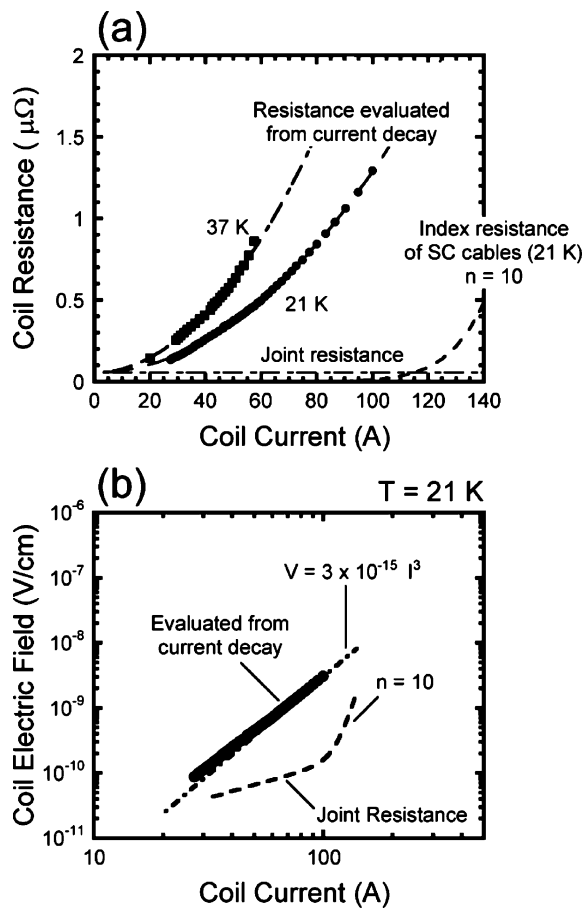 (a)
2
1.5
1
0.5
0
Coil Resistance ( μΩ
Resistance evaluated
from current decay
37 K
21 K
Index resistance
of SC cables (21 K)
n = 10
Joint resistance
0 20 40 60 80 100 120 140
Coil Current (A)
(b)
T = 21 K
10⁻⁶
10⁻⁷
10⁻⁸
10⁻⁹
10⁻¹⁰
10⁻¹¹
Coil Electric Field (V/cm)
V = 3 x 10⁻¹⁵ I³
Evaluated from
current decay
n = 10
Joint Resistance
10 100
Coil Current (A)